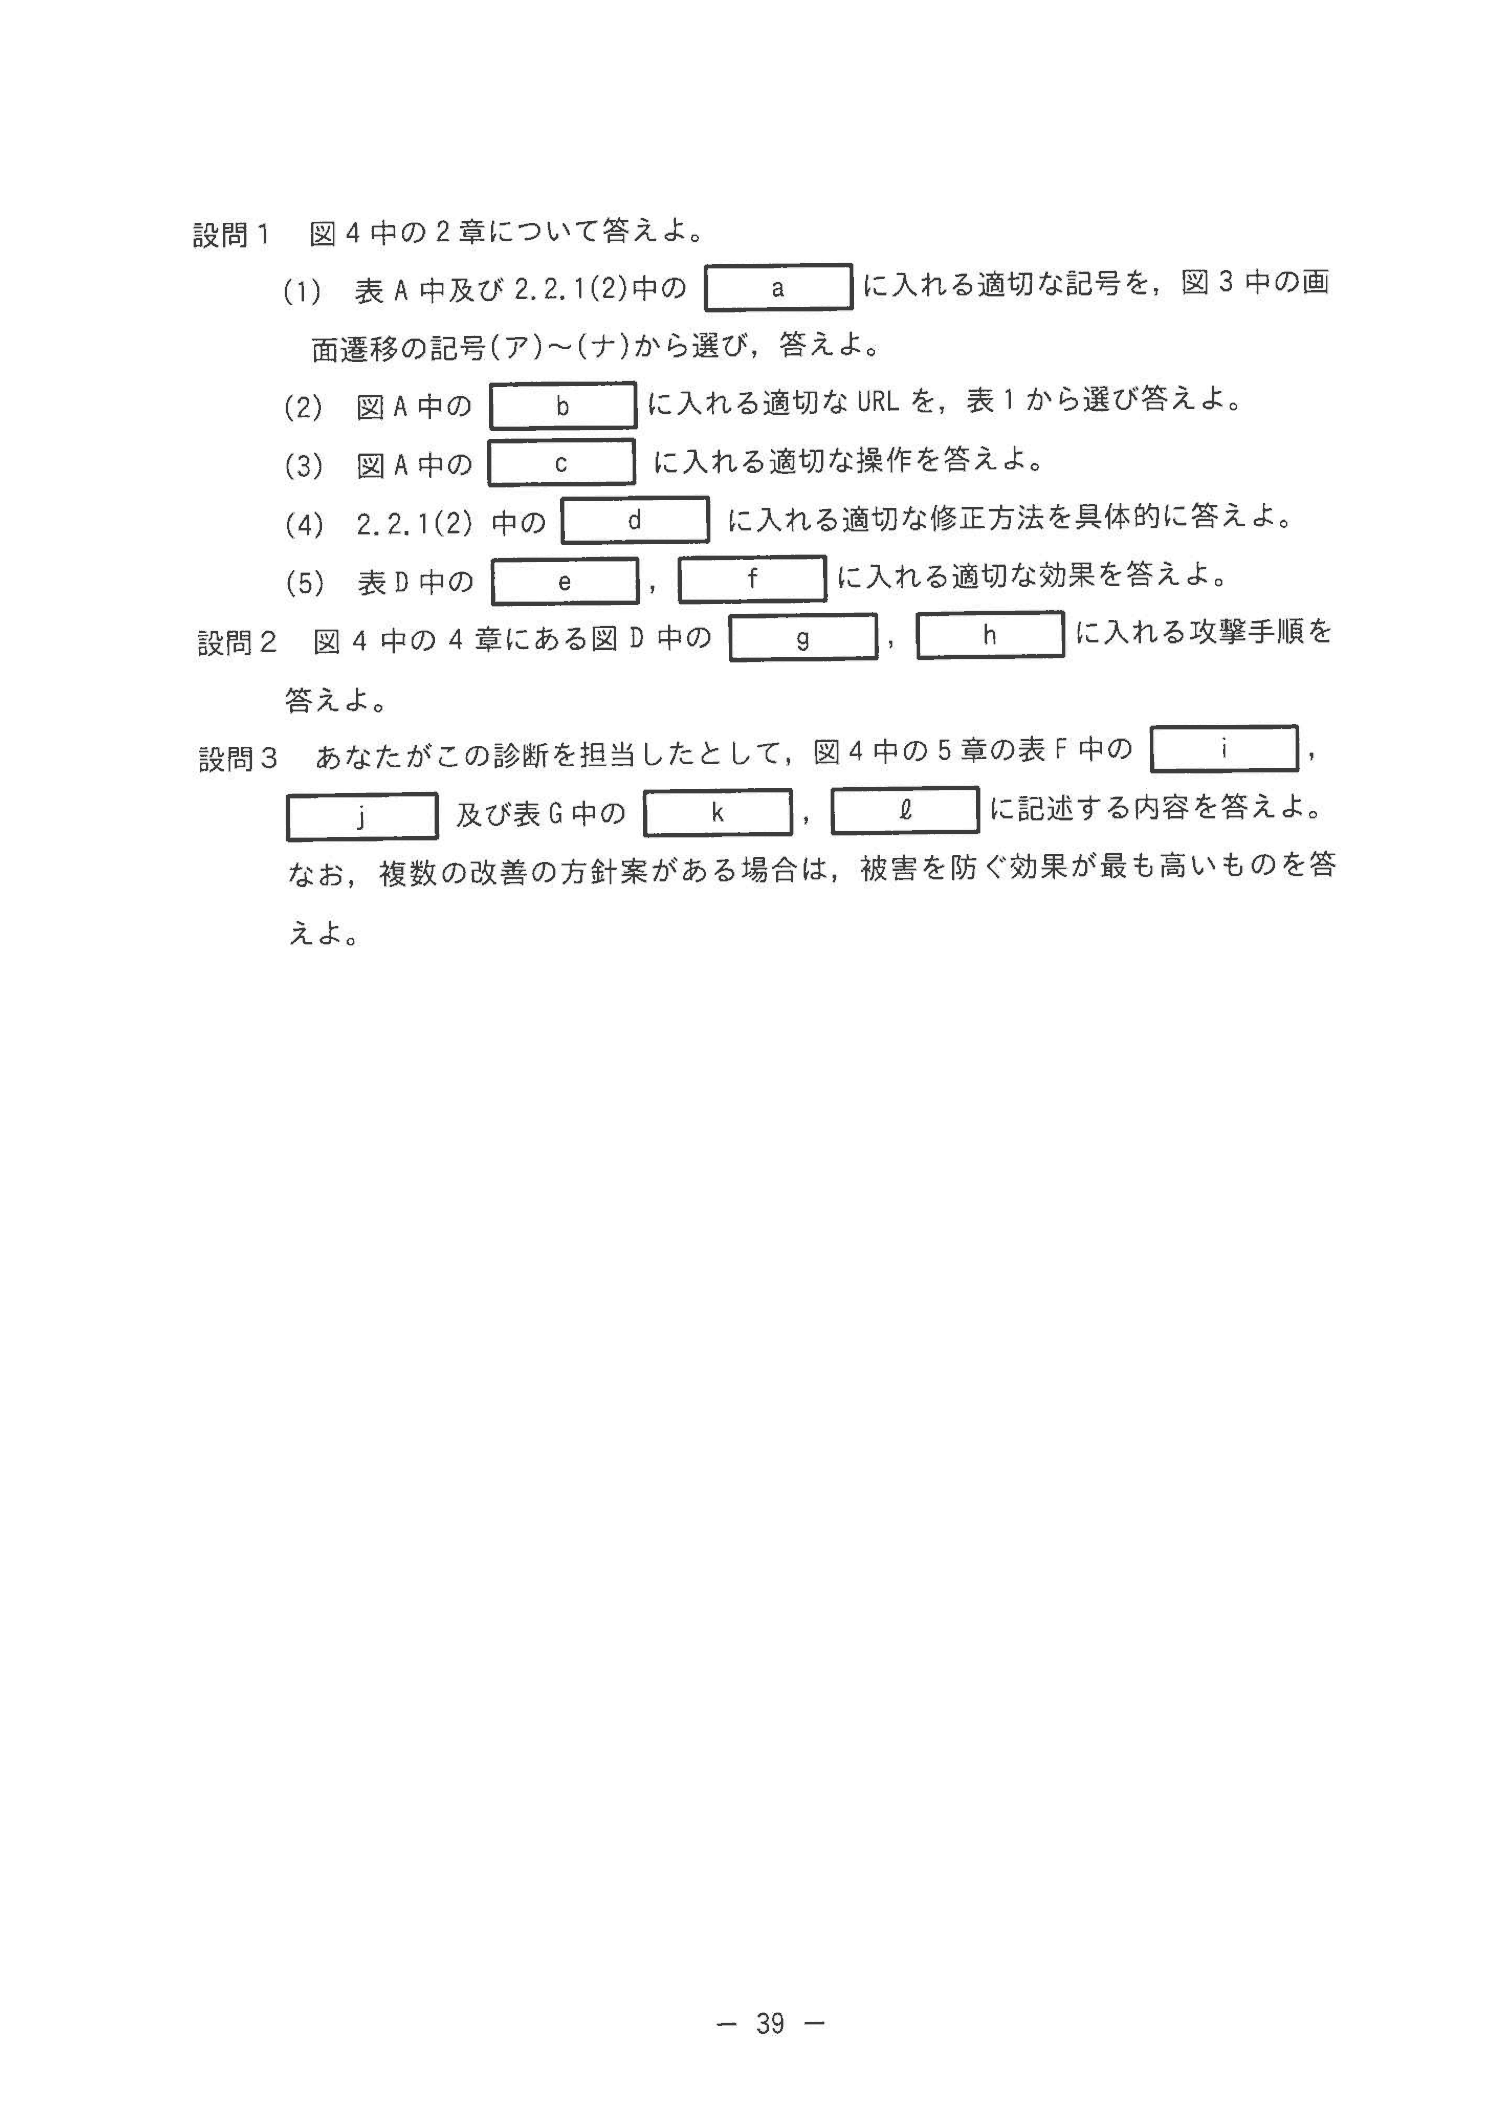 設問1　図4中の2章について答えよ。
(1)　表A中及び2.2.1(2)中の a に入れる適切な記号を，図3中の画
面遷移の記号(ア)～(ナ)から選び，答えよ。
(2)　図A中の b に入れる適切なURLを，表1から選び答えよ。
(3)　図A中の c に入れる適切な操作を答えよ。
(4)　2.2.1(2)中の d に入れる適切な修正方法を具体的に答えよ。
(5)　表D中の e ， f に入れる適切な効果を答えよ。
設問2　図4中の4章にある図D中の g ， h に入れる攻撃手順を
答えよ。
設問3　あなたがこの診断を担当したとして，図4中の5章の表F中の i ，
j 及び表G中の k ， ℓ に記述する内容を答えよ。
なお，複数の改善の方針案がある場合は，被害を防ぐ効果が最も高いものを答
えよ。
－ 39 －